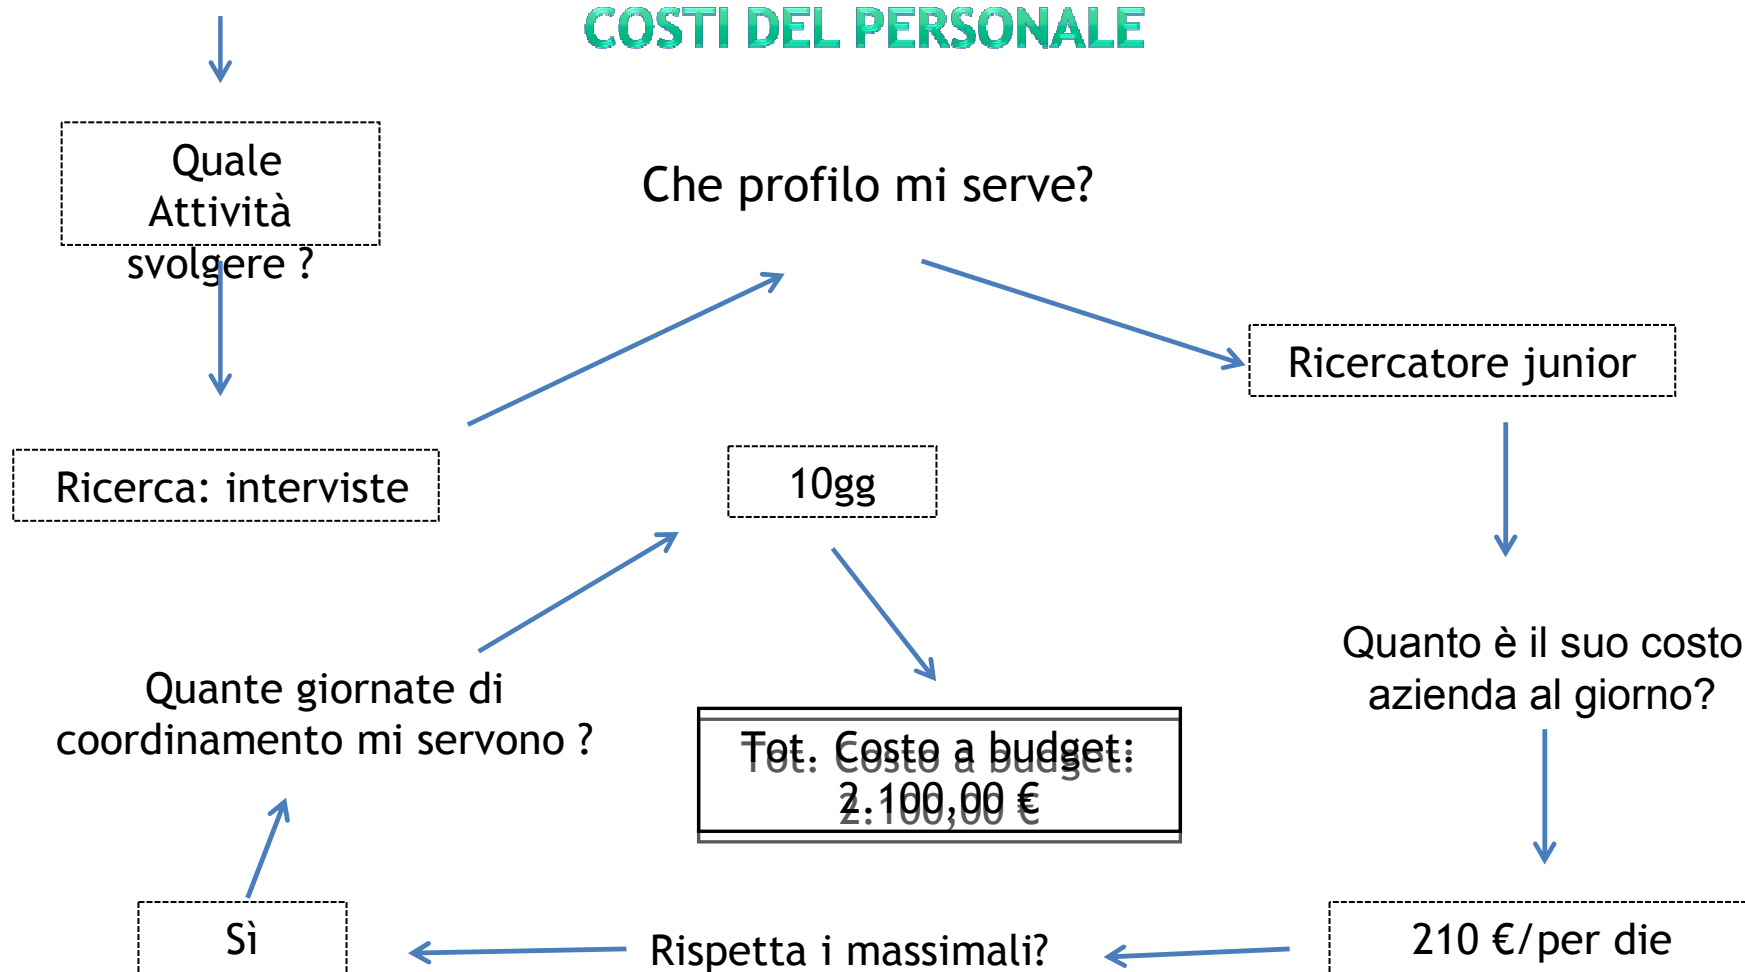 COSTI DEL PERSONALE
Quale
Attività
svolgere ?
Che profilo mi serve?
Ricercatore junior
Ricerca: interviste
10gg
Quanto è il suo costo
azienda al giorno?
Quante giornate di
coordinamento mi servono ?
Tot. Costo a budget:
2.100,00 €
Sì
Rispetta i massimali?
210 €/per die